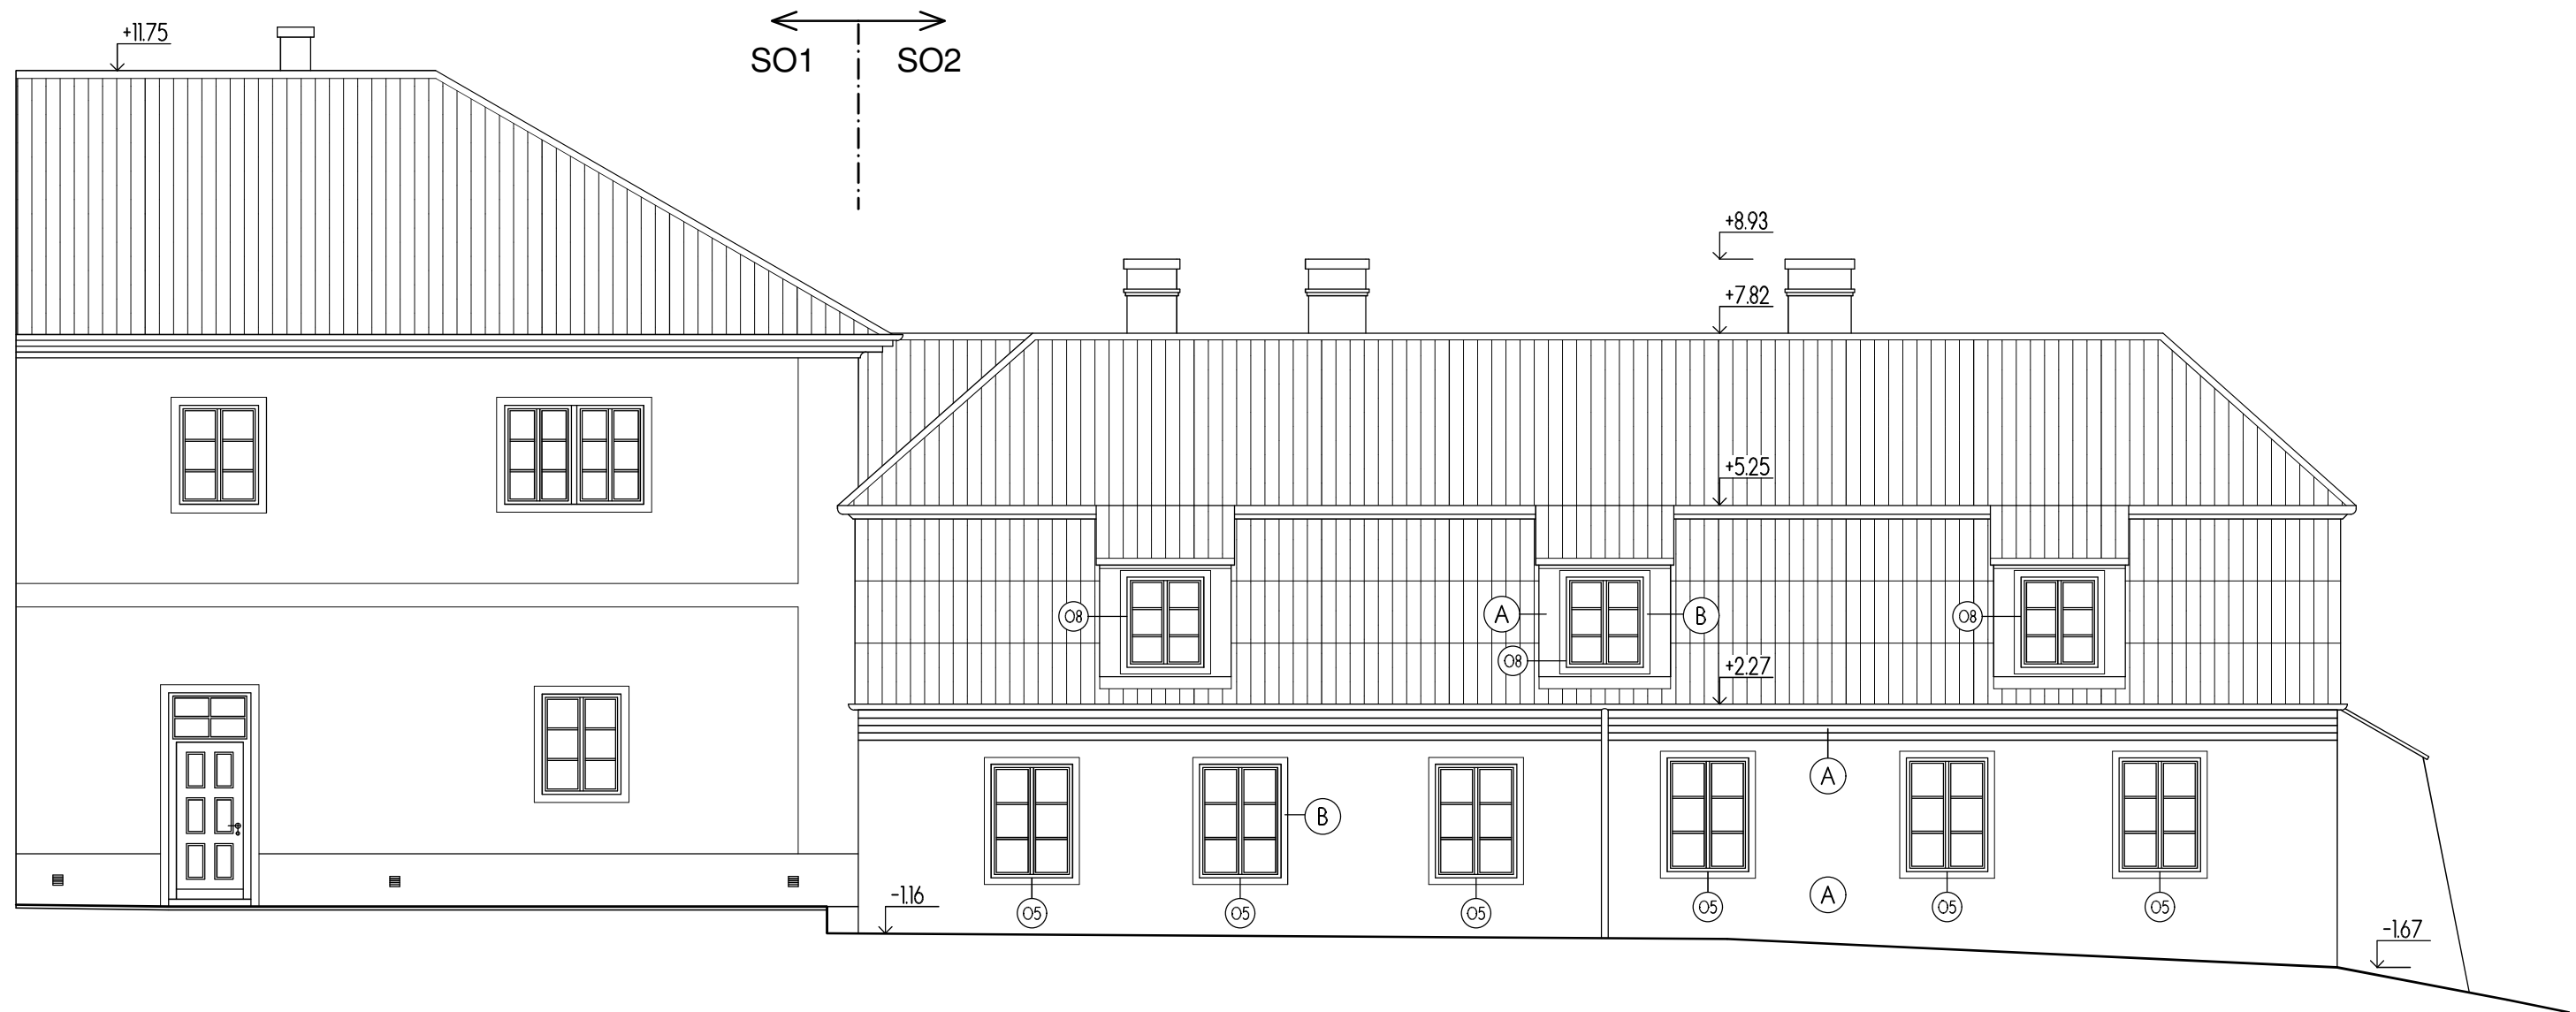 +11.75
SO1 SO2
+8.93
+7.82
+5.25
O8 A B O8
O8
+2.27
A
B
-1.16 A
O5 O5 O5 O5 O5 O5
-1.67